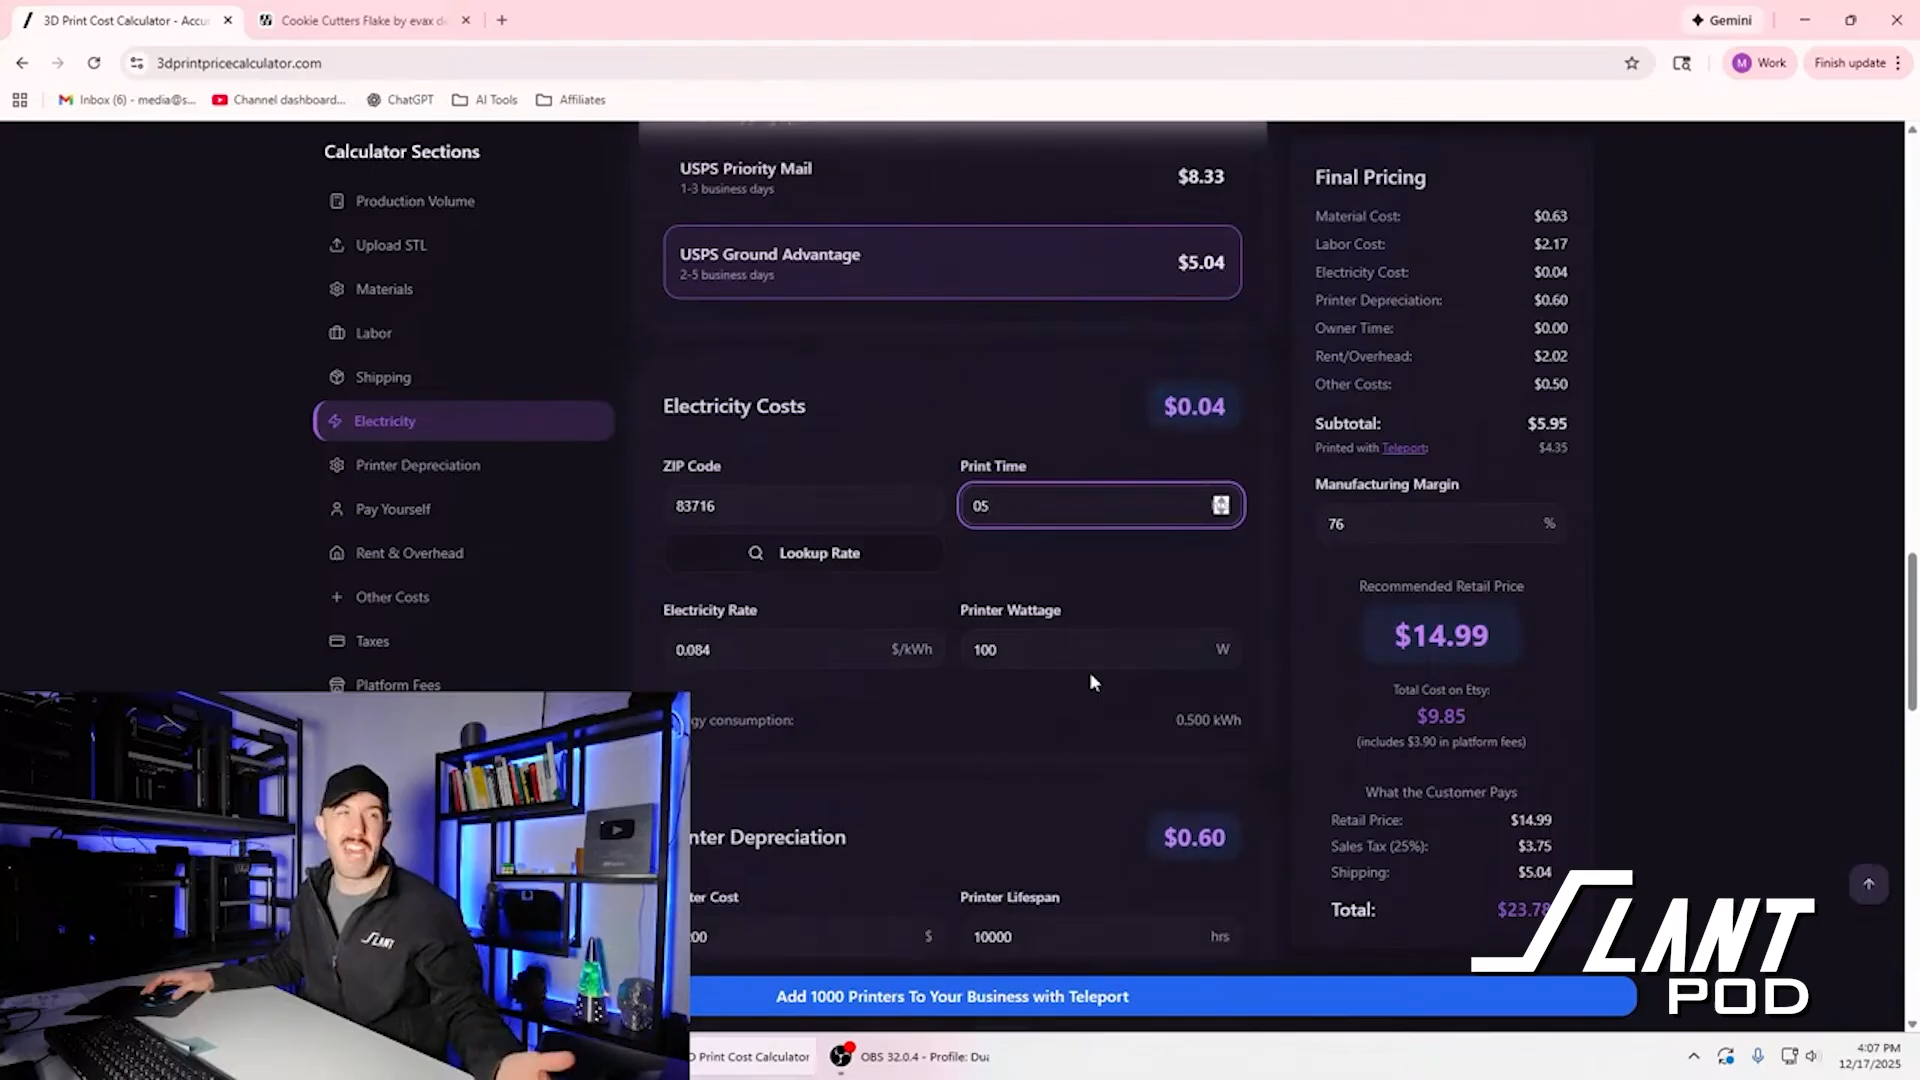 3D Print Cost Calculator - Accu
Cookie Cutters Flake by evax de
Gemini
3dprintpricecalculator.com
M Work
Finish update
Inbox (6) - media@s...
Channel dashboard...
ChatGPT
AI Tools
Affiliates
Calculator Sections
Production Volume
Upload STL
Materials
Labor
Shipping
Electricity
Printer Depreciation
Pay Yourself
Rent & Overhead
Other Costs
Taxes
Platform Fees
USPS Priority Mail
$8.33
1-3 business days
USPS Ground Advantage
$5.04
2-5 business days
Electricity Costs
$0.04
ZIP Code
Print Time
83716
05
Lookup Rate
Electricity Rate
Printer Wattage
0.084 $/kWh
100 W
gy consumption:
0.500 kWh
nter Depreciation
$0.60
ter Cost
Printer Lifespan
00 $
10000 hrs
Final Pricing
Material Cost: $0.63
Labor Cost: $2.17
Electricity Cost: $0.04
Printer Depreciation: $0.60
Owner Time: $0.00
Rent/Overhead: $2.02
Other Costs: $0.50
Subtotal: $5.95
Printed with Teleport: $4.35
Manufacturing Margin
76 %
Recommended Retail Price
$14.99
Total Cost on Etsy:
$9.85
(includes $3.90 in platform fees)
What the Customer Pays
Retail Price: $14.99
Sales Tax (25%): $3.75
Shipping: $5.04
Total: $23.78
Add 1000 Printers To Your Business with Teleport
SLANT
POD
SLANT
D Print Cost Calculator
OBS 32.0.4 - Profile: Dua
4:07 PM
12/17/2025